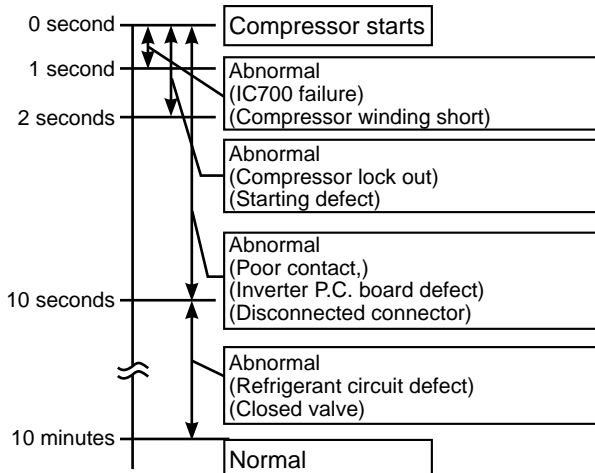 0 second
Compressor starts
1 second
Abnormal
(IC700 failure)
(Compressor winding short)
2 seconds
Abnormal
(Compressor lock out)
(Starting defect)
Abnormal
(Poor contact,)
(Inverter P.C. board defect)
(Disconnected connector)
10 seconds
Abnormal
(Refrigerant circuit defect)
(Closed valve)
10 minutes
Normal